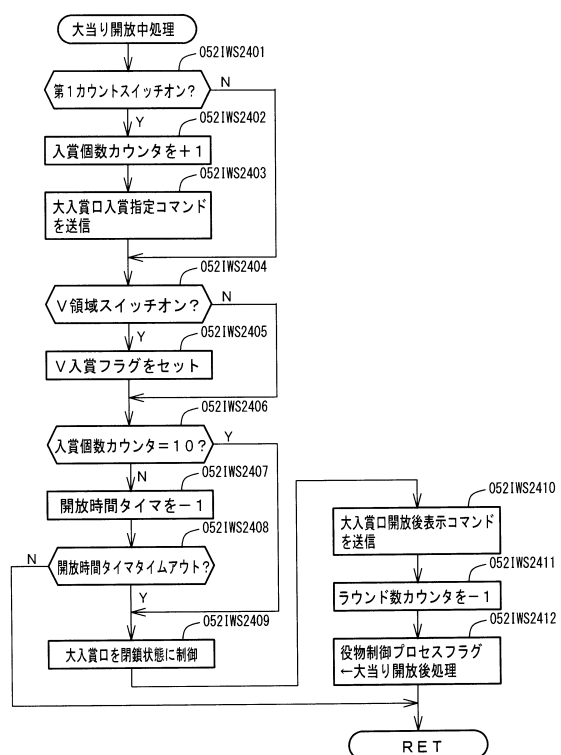 大当り開放中処理
052IWS2401
第1カウントスイッチオン?
N
Y
052IWS2402
入賞個数カウンタを+1
052IWS2403
大入賞口入賞指定コマンド
を送信
052IWS2404
V領域スイッチオン?
N
Y
052IWS2405
V入賞フラグをセット
052IWS2406
入賞個数カウンタ=10?
Y
N
052IWS2407
開放時間タイマを-1
052IWS2408
N
開放時間タイマタイムアウト?
Y
052IWS2409
大入賞口を閉鎖状態に制御
052IWS2410
大入賞口開放後表示コマンド
を送信
052IWS2411
ラウンド数カウンタを-1
052IWS2412
役物制御プロセスフラグ
←大当り開放後処理
RET